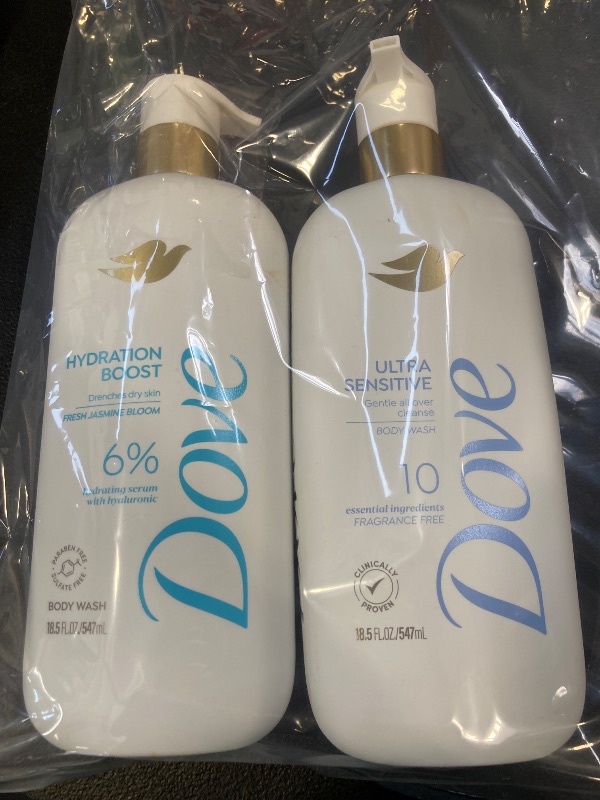 HYDRATION
BOOST
Drenches dry skin
FRESH JASMINE BLOOM
6%
hydrating serum
with hyaluronic
PARABEN FREE
SULFATE FREE
BODY WASH
18.5 FL.OZ./547mL
Dove
ULTRA
SENSITIVE
Gentle all over
cleanse
BODY WASH
10
essential ingredients
FRAGRANCE FREE
CLINICALLY
PROVEN
18.5 FL.OZ./547mL
Dove